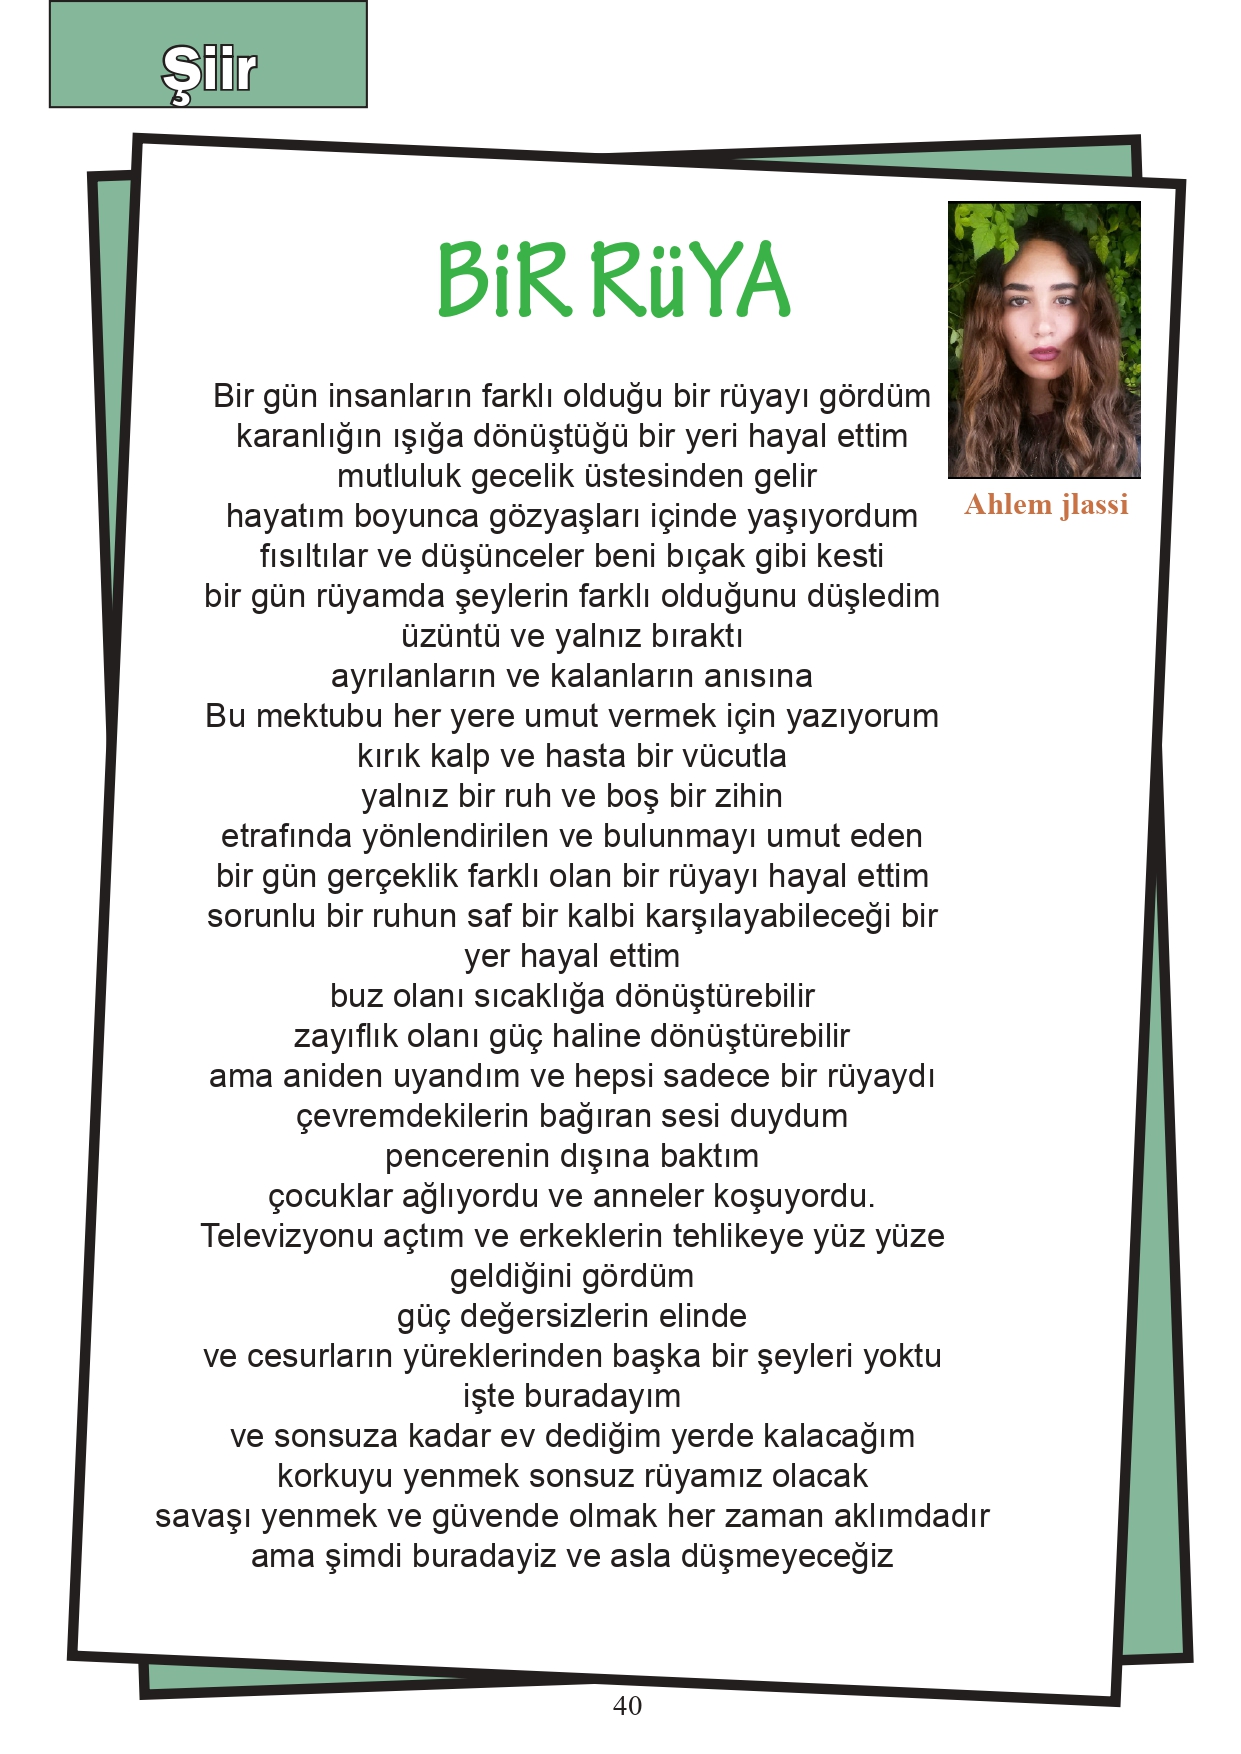 Şiir
BiR RüYA
Bir gün insanların farklı olduğu bir rüyayı gördüm
karanlığın ışığa dönüştüğü bir yeri hayal ettim
mutluluk gecelik üstesinden gelir
hayatım boyunca gözyaşları içinde yaşıyordum
fısıltılar ve düşünceler beni bıçak gibi kesti
bir gün rüyamda şeylerin farklı olduğunu düşledim
üzüntü ve yalnız bıraktı
ayrılanların ve kalanların anısına
Bu mektubu her yere umut vermek için yazıyorum
kırık kalp ve hasta bir vücutla
yalnız bir ruh ve boş bir zihin
etrafında yönlendirilen ve bulunmayı umut eden
bir gün gerçeklik farklı olan bir rüyayı hayal ettim
sorunlu bir ruhun saf bir kalbi karşılayabileceği bir
yer hayal ettim
buz olanı sıcaklığa dönüştürebilir
zayıflık olanı güç haline dönüştürebilir
ama aniden uyandım ve hepsi sadece bir rüyaydı
çevremdekilerin bağıran sesi duydum
pencerenin dışına baktım
çocuklar ağlıyordu ve anneler koşuyordu.
Televizyonu açtım ve erkeklerin tehlikeye yüz yüze
geldiğini gördüm
güç değersizlerin elinde
ve cesurların yüreklerinden başka bir şeyleri yoktu
işte buradayım
ve sonsuza kadar ev dediğim yerde kalacağım
korkuyu yenmek sonsuz rüyamız olacak
savaşı yenmek ve güvende olmak her zaman aklımdadır
ama şimdi buradayiz ve asla düşmeyeceğiz
Ahlem jlassi
40